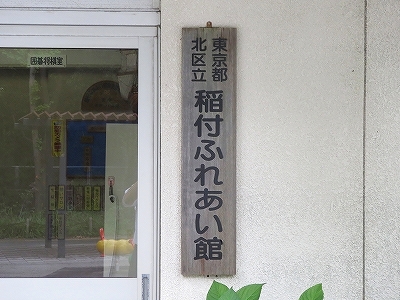 東京都
北区立
稲付ふれあい館
囲碁将棋室